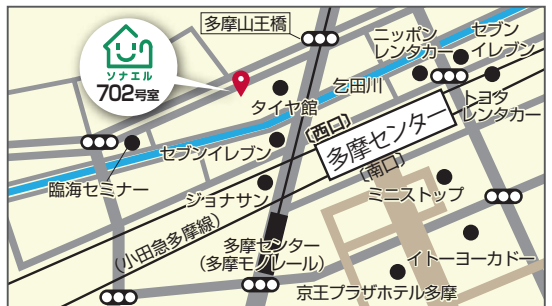 多摩山王橋
ニッポン
レンタカー
セブン
イレブン
ソナエル
702号室
タイヤ館
乞田川
トヨタ
レンタカー
(西口)
多摩センター
(南口)
セブンイレブン
臨海セミナー
ジョナサン
ミニストップ
(小田急多摩線)
多摩センター
(多摩モノレール)
イトーヨーカドー
京王プラザホテル多摩